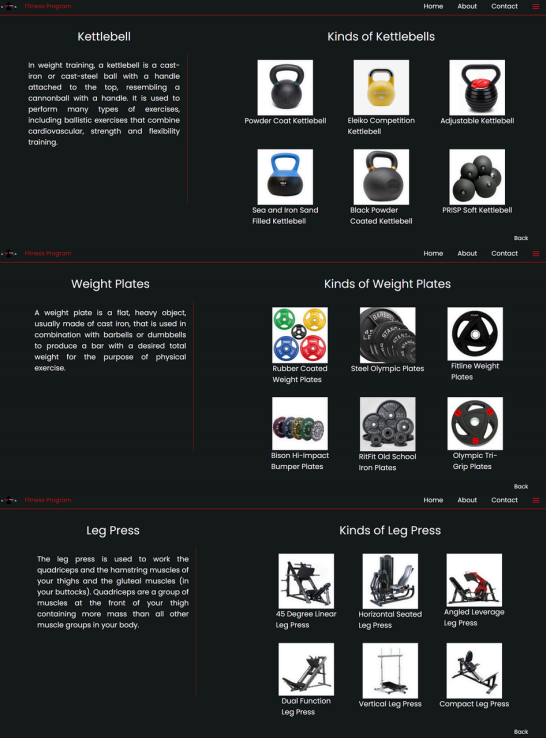 Fitness Program Home About Contact
Kettlebell
In weight training, a kettlebell is a cast-
iron or cast-steel ball with a handle
attached to the top, resembling a
cannonball with a handle. It is used to
perform many types of exercises,
including ballistic exercises that combine
cardiovascular, strength and flexibility
training.
Kinds of Kettlebells
Powder Coat Kettlebell
Eleiko Competition
Kettlebell
Adjustable Kettlebell
Sea and Iron Sand
Filled Kettlebell
Black Powder
Coated Kettlebell
PRISP Soft Kettlebell
Back
Fitness Program Home About Contact
Weight Plates
A weight plate is a flat, heavy object,
usually made of cast iron, that is used in
combination with barbells or dumbbells
to produce a bar with a desired total
weight for the purpose of physical
exercise.
Kinds of Weight Plates
Rubber Coated
Weight Plates
Steel Olympic Plates
Fitline Weight
Plates
Bison Hi-Impact
Bumper Plates
RitFit Old School
Iron Plates
Olympic Tri-
Grip Plates
Back
Fitness Program Home About Contact
Leg Press
The leg press is used to work the
quadriceps and the hamstring muscles of
your thighs and the gluteal muscles (in
your buttocks). Quadriceps are a group of
muscles at the front of your thigh
containing more mass than all other
muscle groups in your body.
Kinds of Leg Press
45 Degree Linear
Leg Press
Horizontal Seated
Leg Press
Angled Leverage
Leg Press
Dual Function
Leg Press
Vertical Leg Press
Compact Leg Press
Back